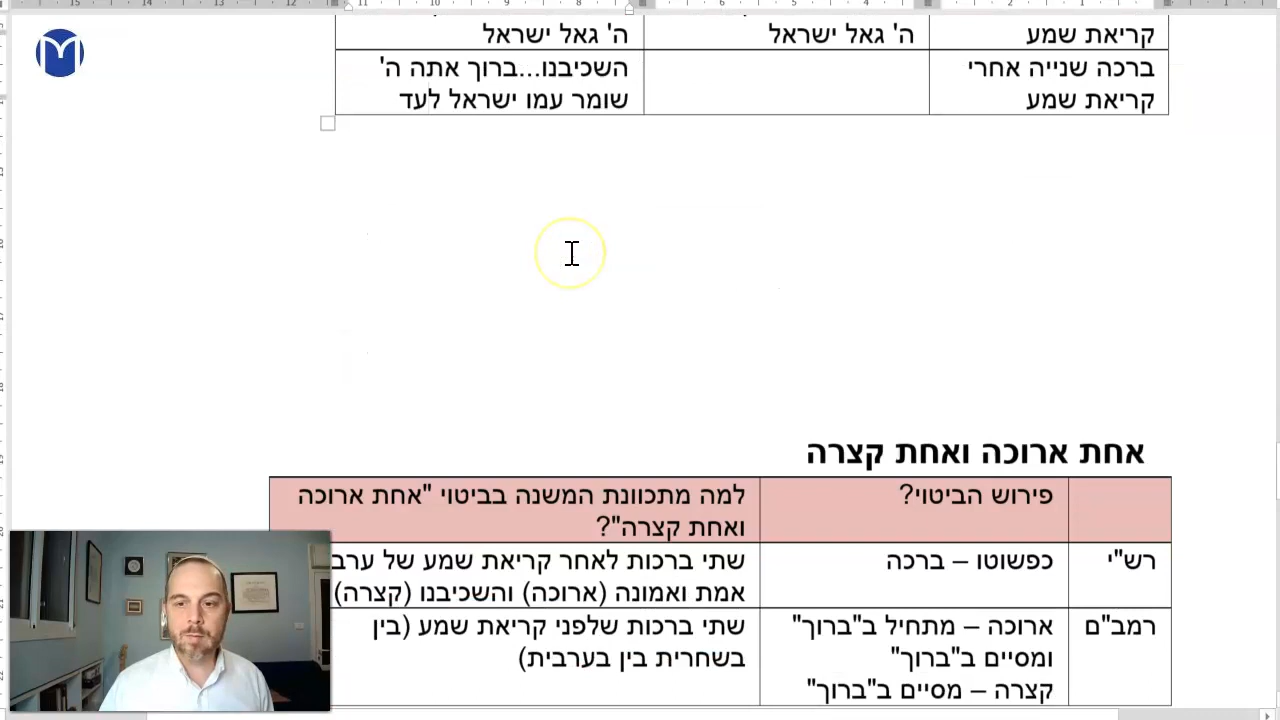 קריאת שמע
ה' גאל ישראל
ה' גאל ישראל
ברכה שנייה אחרי
קריאת שמע
השכיבנו...ברוך אתה ה'
שומר עמו ישראל לעד
אחת ארוכה ואחת קצרה
פירוש הביטוי?
למה מתכוונת המשנה בביטוי "אחת ארוכה
ואחת קצרה"?
רש"י
כפשוטו – ברכה
שתי ברכות לאחר קריאת שמע של ערב
אמת ואמונה (ארוכה) והשכיבנו (קצרה)
רמב"ם
ארוכה – מתחיל ב"ברוך"
ומסיים ב"ברוך"
קצרה – מסיים ב"ברוך"
שתי ברכות שלפני קריאת שמע (בין
בשחרית בין בערבית)